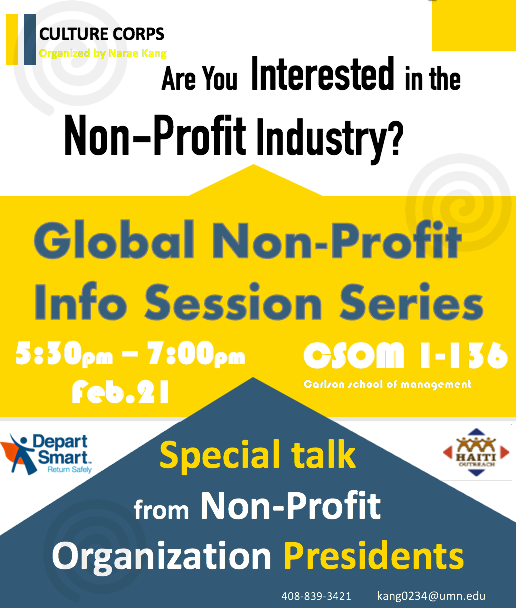 CULTURE CORPS
Organized by Narae Kang
Are You Interested in the
Non-Profit Industry?
Global Non-Profit
Info Session Series
5:30pm – 7:00pm
Feb.21
CSOM 1-136
Carlson school of management
Depart
Smart
Return Safely
HAITI
OUTREACH
Special talk
from Non-Profit
Organization Presidents
408-839-3421 kang0234@umn.edu